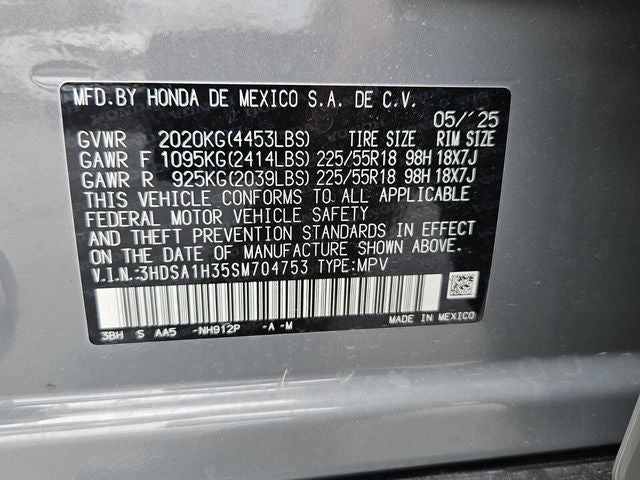 MFD.BY HONDA DE MEXICO S.A. DE C.V.
05/'25
GVWR 2020KG(4453LBS) TIRE SIZE RIM SIZE
GAWR F 1095KG(2414LBS) 225/55R18 98H 18X7J
GAWR R 925KG(2039LBS) 225/55R18 98H 18X7J
THIS VEHICLE CONFORMS TO ALL APPLICABLE
FEDERAL MOTOR VEHICLE SAFETY
AND THEFT PREVENTION STANDARDS IN EFFECT
ON THE DATE OF MANUFACTURE SHOWN ABOVE.
V.I.N.:3HDSA1H35SM704753 TYPE:MPV
3BH S AA5 -NH912P -A -M MADE IN MEXICO